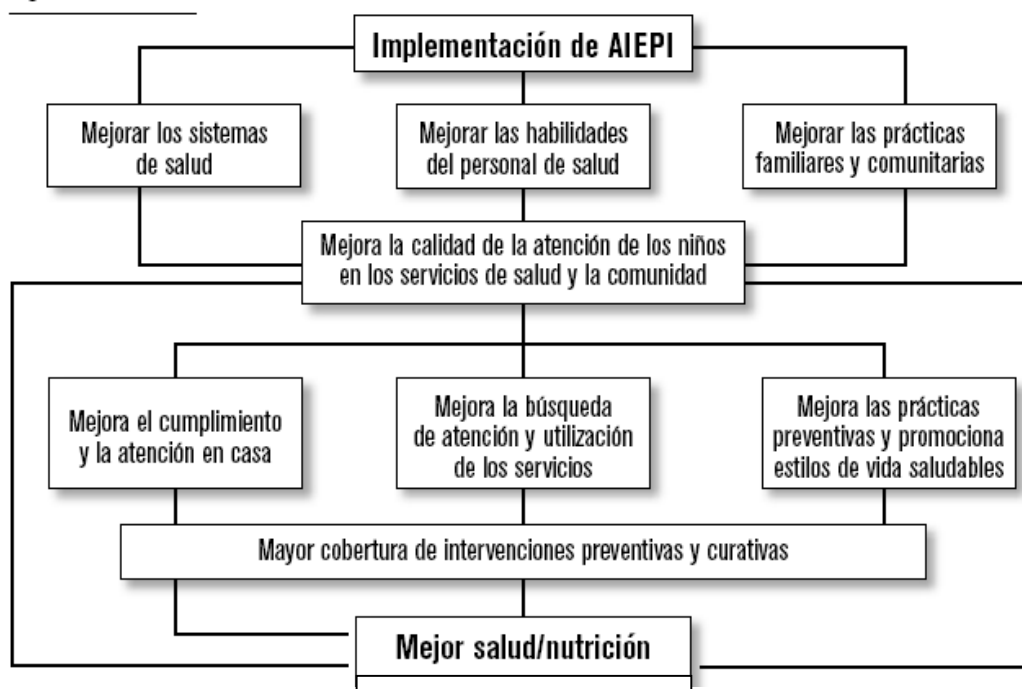 Implementación de AIEPI
Mejorar los sistemas
de salud
Mejorar las habilidades
del personal de salud
Mejorar las prácticas
familiares y comunitarias
Mejora la calidad de la atención de los niños
en los servicios de salud y la comunidad
Mejora el cumplimiento
y la atención en casa
Mejora la búsqueda
de atención y utilización
de los servicios
Mejora las prácticas
preventivas y promociona
estilos de vida saludables
Mayor cobertura de intervenciones preventivas y curativas
Mejor salud/nutrición